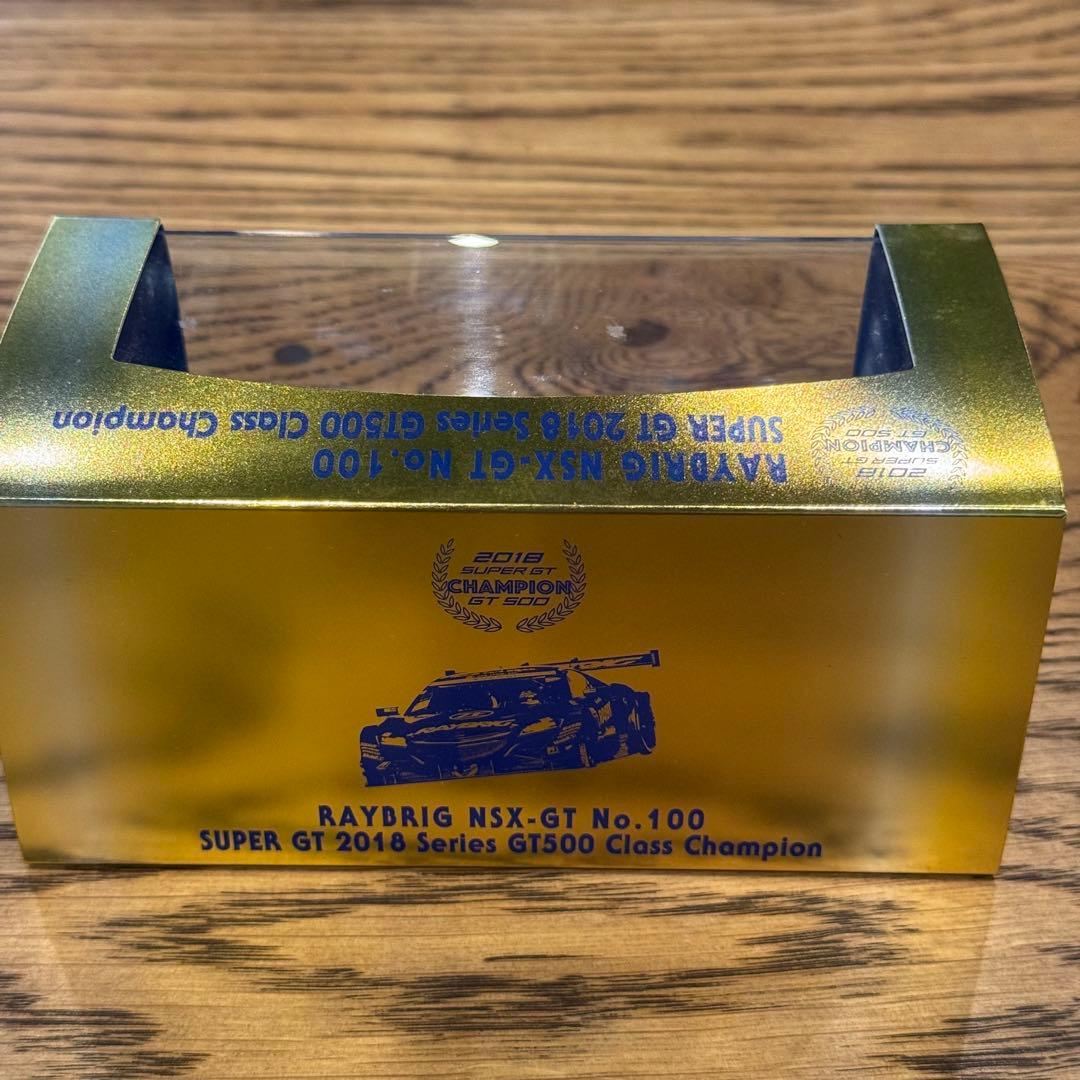 RAYBRIG NSX-GT No.100
SUPER GT 2018 Series GT500 Class Champion
2018
SUPER GT
CHAMPION
GT 500
2018
SUPER GT
CHAMPION
GT 500
RAYBRIG
RAYBRIG NSX-GT No.100
SUPER GT 2018 Series GT500 Class Champion